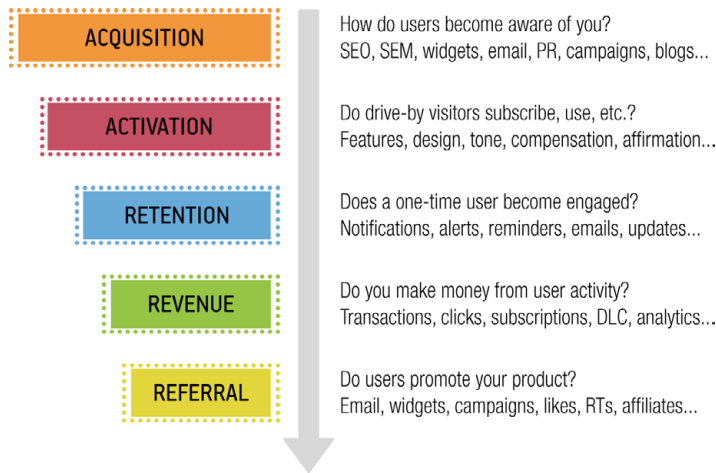 ACQUISITION
How do users become aware of you?
SEO, SEM, widgets, email, PR, campaigns, blogs...
ACTIVATION
Do drive-by visitors subscribe, use, etc.?
Features, design, tone, compensation, affirmation...
RETENTION
Does a one-time user become engaged?
Notifications, alerts, reminders, emails, updates...
REVENUE
Do you make money from user activity?
Transactions, clicks, subscriptions, DLC, analytics...
REFERRAL
Do users promote your product?
Email, widgets, campaigns, likes, RTs, affiliates...